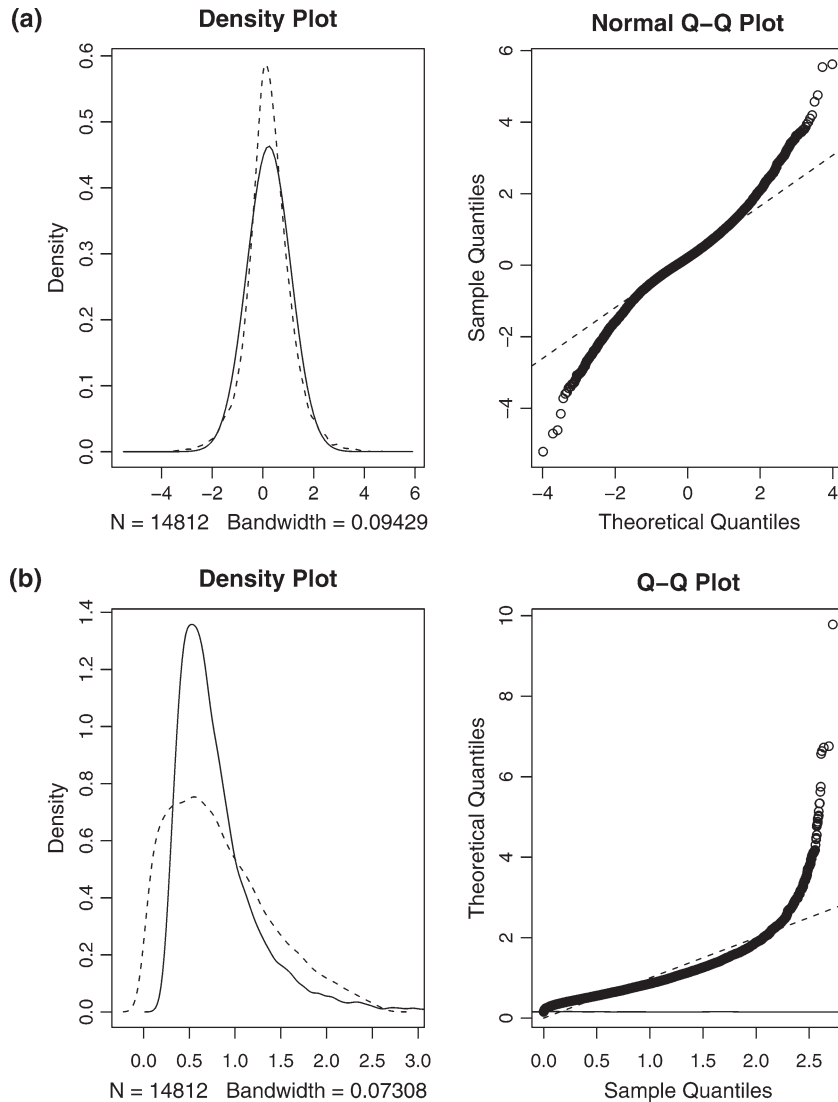 (a)
Density Plot
Density
0.0 0.1 0.2 0.3 0.4 0.5 0.6
−4 −2 0 2 4 6
N = 14812 Bandwidth = 0.09429
Normal Q−Q Plot
Sample Quantiles
−4 −2 0 2 4 6
−4 −2 0 2 4
Theoretical Quantiles
(b)
Density Plot
Density
0.0 0.2 0.4 0.6 0.8 1.0 1.2 1.4
0.0 0.5 1.0 1.5 2.0 2.5 3.0
N = 14812 Bandwidth = 0.07308
Q−Q Plot
Theoretical Quantiles
0 2 4 6 8 10
0.0 0.5 1.0 1.5 2.0 2.5
Sample Quantiles